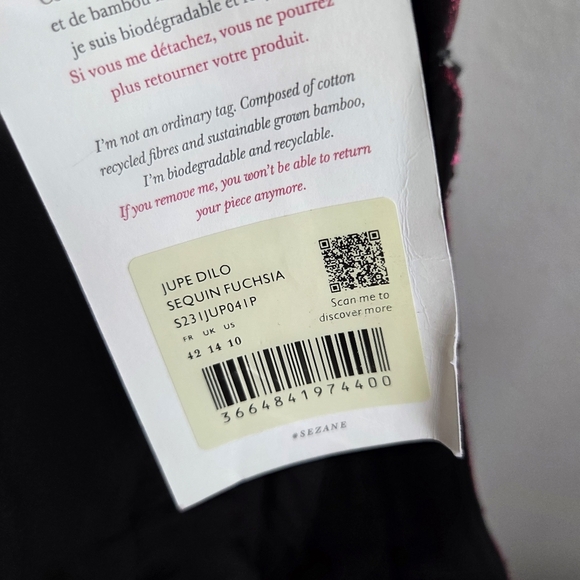 et de bambou
je suis biodégradable et
Si vous me détachez, vous ne pourrez
plus retourner votre produit.
I'm not an ordinary tag. Composed of cotton
recycled fibres and sustainable grown bamboo,
I'm biodegradable and recyclable.
If you remove me, you won't be able to return
your piece anymore.
JUPE DILO
SEQUIN FUCHSIA
S231JUP041P
FR UK US
42 14 10
Scan me to
discover more
3664841974400
#SEZANE